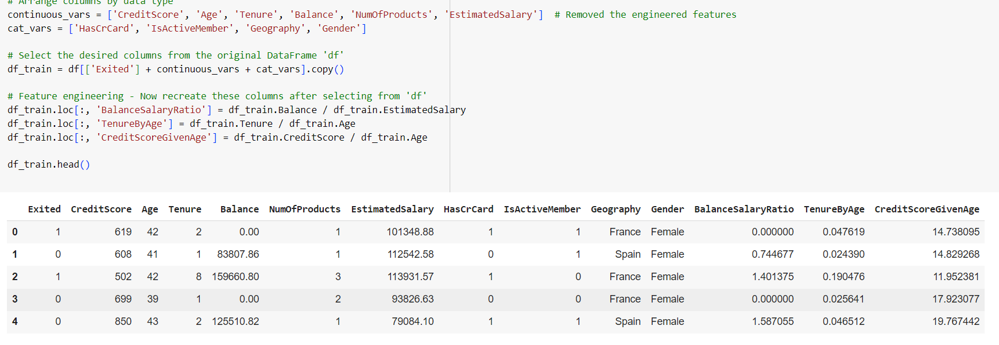 # Arrange columns by data type
continuous_vars = ['CreditScore', 'Age', 'Tenure', 'Balance', 'NumOfProducts', 'EstimatedSalary']  # Removed the engineered features
cat_vars = ['HasCrCard', 'IsActiveMember', 'Geography', 'Gender']
# Select the desired columns from the original DataFrame 'df'
df_train = df[['Exited'] + continuous_vars + cat_vars].copy()
# Feature engineering - Now recreate these columns after selecting from 'df'
df_train.loc[:, 'BalanceSalaryRatio'] = df_train.Balance / df_train.EstimatedSalary
df_train.loc[:, 'TenureByAge'] = df_train.Tenure / df_train.Age
df_train.loc[:, 'CreditScoreGivenAge'] = df_train.CreditScore / df_train.Age
df_train.head()
Exited CreditScore Age Tenure Balance NumOfProducts EstimatedSalary HasCrCard IsActiveMember Geography Gender BalanceSalaryRatio TenureByAge CreditScoreGivenAge
0 1 619 42 2 0.00 1 101348.88 1 1 France Female 0.000000 0.047619 14.738095
1 0 608 41 1 83807.86 1 112542.58 0 1 Spain Female 0.744677 0.024390 14.829268
2 1 502 42 8 159660.80 3 113931.57 1 0 France Female 1.401375 0.190476 11.952381
3 0 699 39 1 0.00 2 93826.63 0 0 France Female 0.000000 0.025641 17.923077
4 0 850 43 2 125510.82 1 79084.10 1 1 Spain Female 1.587055 0.046512 19.767442